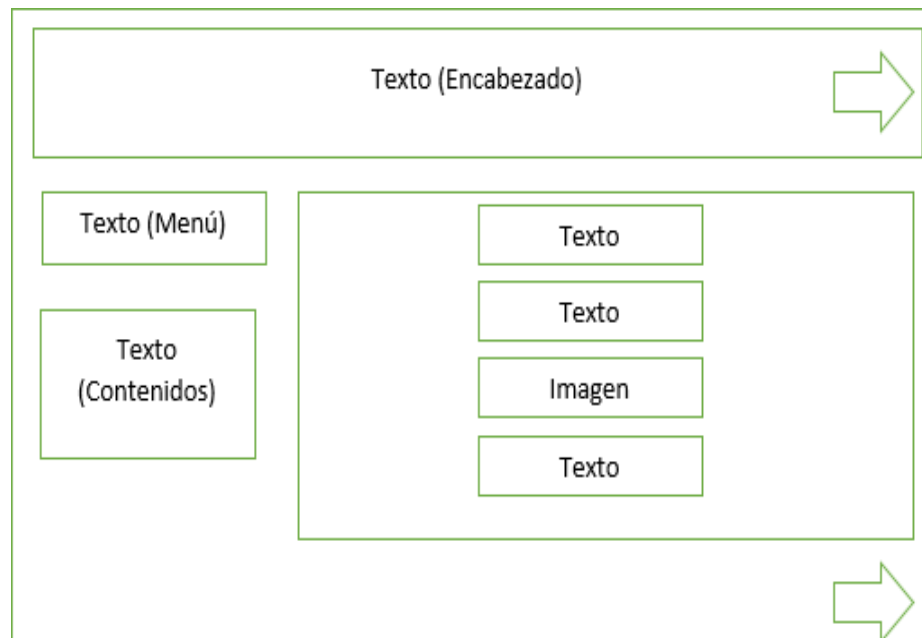 Texto (Encabezado)
Texto (Menú)
Texto
(Contenidos)
Texto
Texto
Imagen
Texto